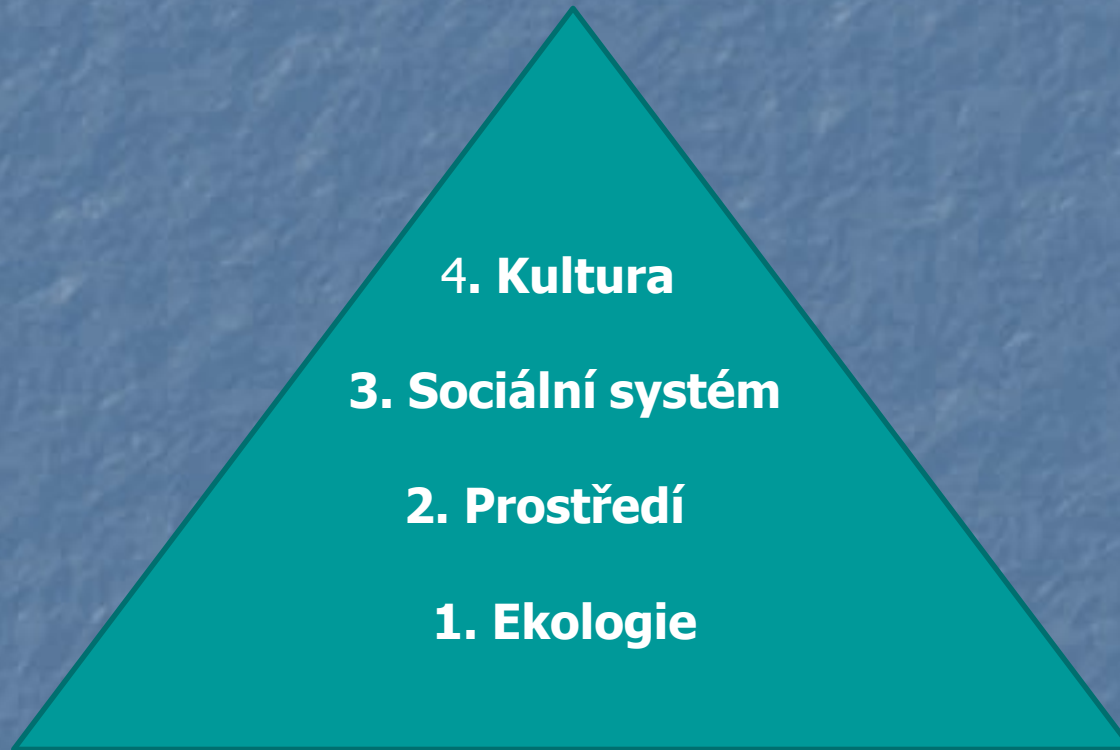 4. Kultura
3. Sociální systém
2. Prostředí
1. Ekologie